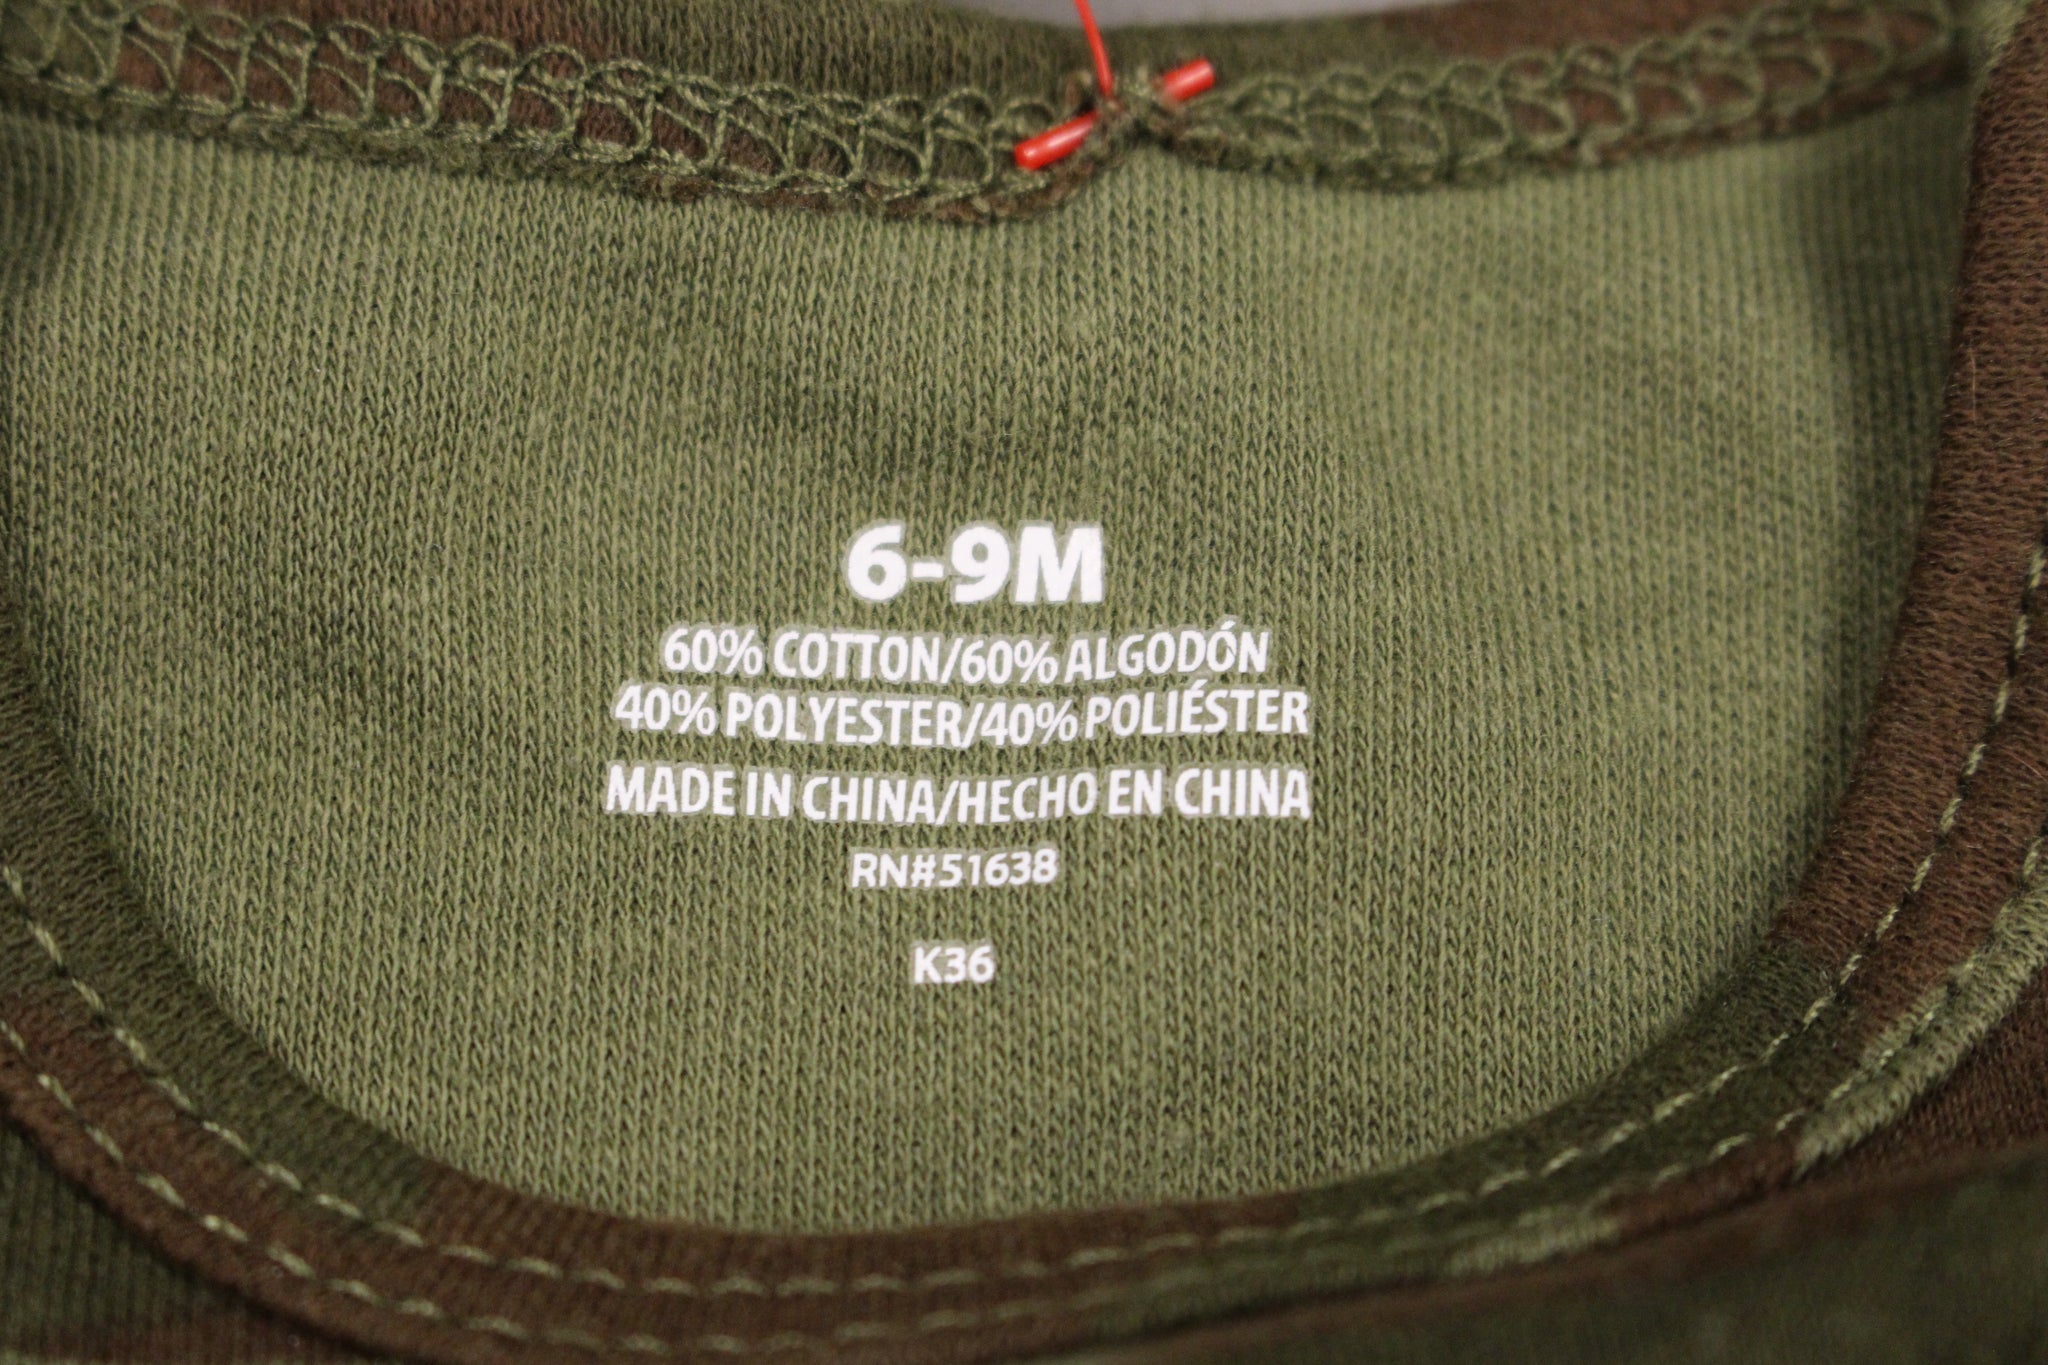 6-9M
60% COTTON/60% ALGODÓN
40% POLYESTER/40% POLIÉSTER
MADE IN CHINA/HECHO EN CHINA
RN#51638
K36